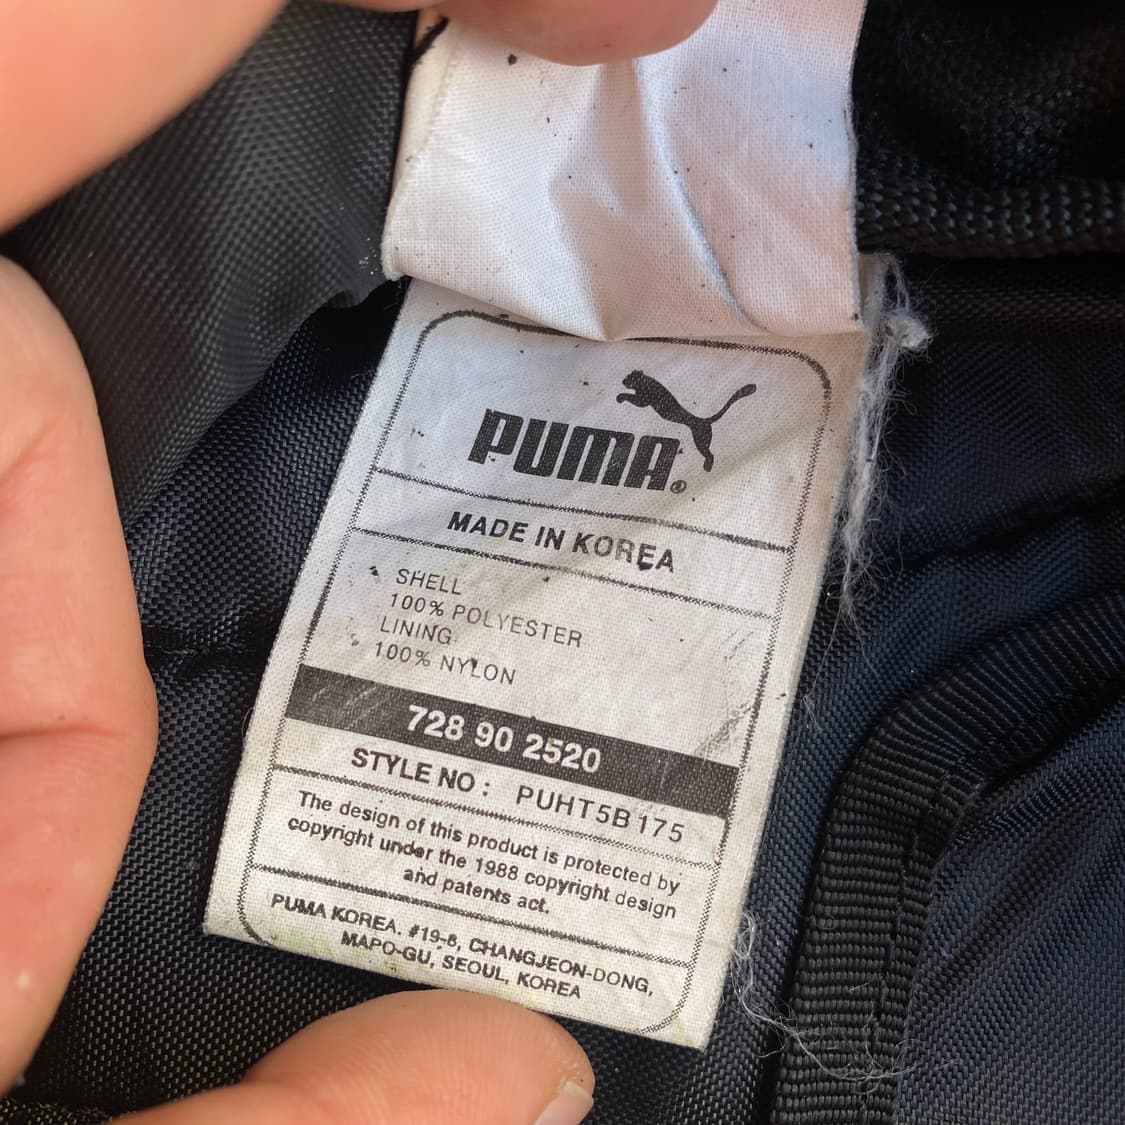 PUMA®
MADE IN KOREA
SHELL
100% POLYESTER
LINING
100% NYLON
728 90 2520
STYLE NO : PUHT5B175
The design of this product is protected by
copyright under the 1988 copyright design
and patents act.
PUMA KOREA. #19-8, CHANGJEON-DONG,
MAPO-GU, SEOUL, KOREA